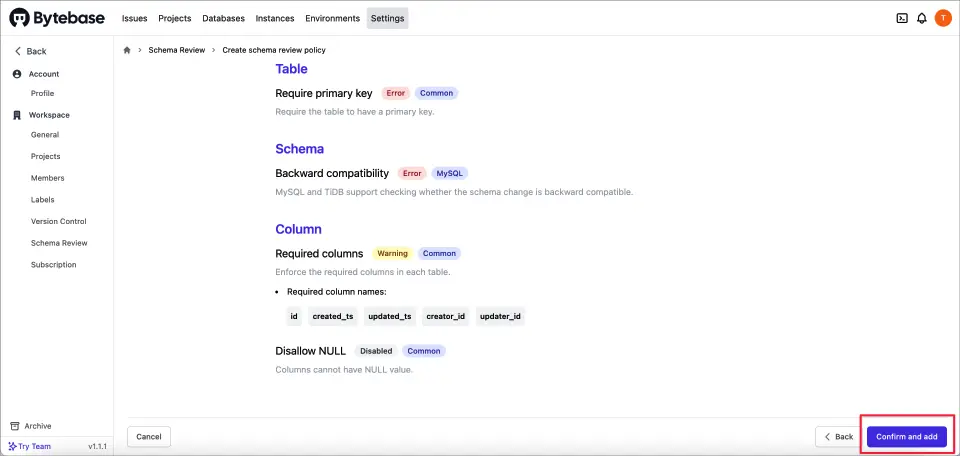 Bytebase Issues Projects Databases Instances Environments Settings T
Back
Schema Review > Create schema review policy
Account
Profile
Workspace
General
Projects
Members
Labels
Version Control
Schema Review
Subscription
Archive
Try Team v1.1.1
Table
Require primary key Error Common
Require the table to have a primary key.
Schema
Backward compatibility Error MySQL
MySQL and TiDB support checking whether the schema change is backward compatible.
Column
Required columns Warning Common
Enforce the required columns in each table.
• Required column names:
id created_ts updated_ts creator_id updater_id
Disallow NULL Disabled Common
Columns cannot have NULL value.
Cancel Back Confirm and add